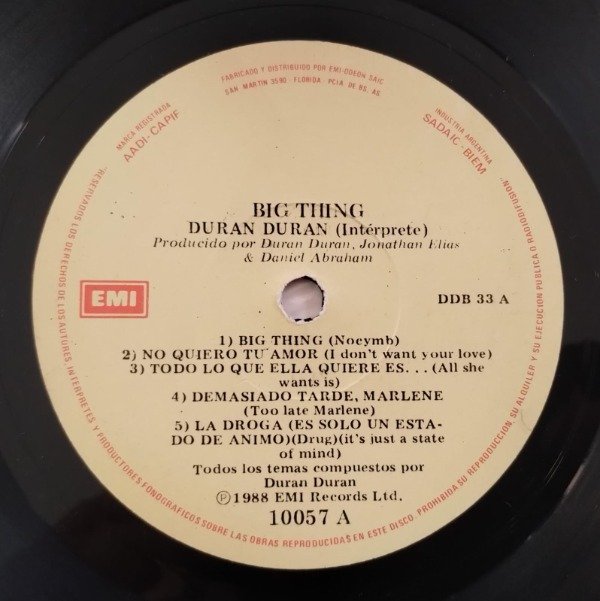 FABRICADO Y DISTRIBUIDO POR EMI-ODEON SAIC
SAN MARTIN 3590 - FLORIDA PCIA DE BS. AS.
MARCA REGISTRADA
AADI-CAPIF
INDUSTRIA ARGENTINA
SADAIC-BIEM
BIG THING
DURAN DURAN (Intérprete)
Producido por Duran Duran, Jonathan Elias
& Daniel Abraham
EMI
DDB 33 A
1) BIG THING (Nocymb)
2) NO QUIERO TU AMOR (I don't want your love)
3) TODO LO QUE ELLA QUIERE ES. . . (All she
wants is)
4) DEMASIADO TARDE, MARLENE
(Too late Marlene)
5) LA DROGA (ES SOLO UN ESTA-
DO DE ANIMO)(Drug)(it's just a state
of mind)
Todos los temas compuestos por
Duran Duran
Ⓟ1988 EMI Records Ltd.
10057 A
RESERVADOS LOS DERECHOS DE LOS AUTORES, INTERPRETES Y PRODUCTORES FONOGRAFICOS SOBRE LAS OBRAS REPRODUCIDAS EN ESTE DISCO. PROHIBIDA SU REPRODUCCION, SU ALQUILER Y SU EJECUCION PUBLICA O RADIODIFUSION